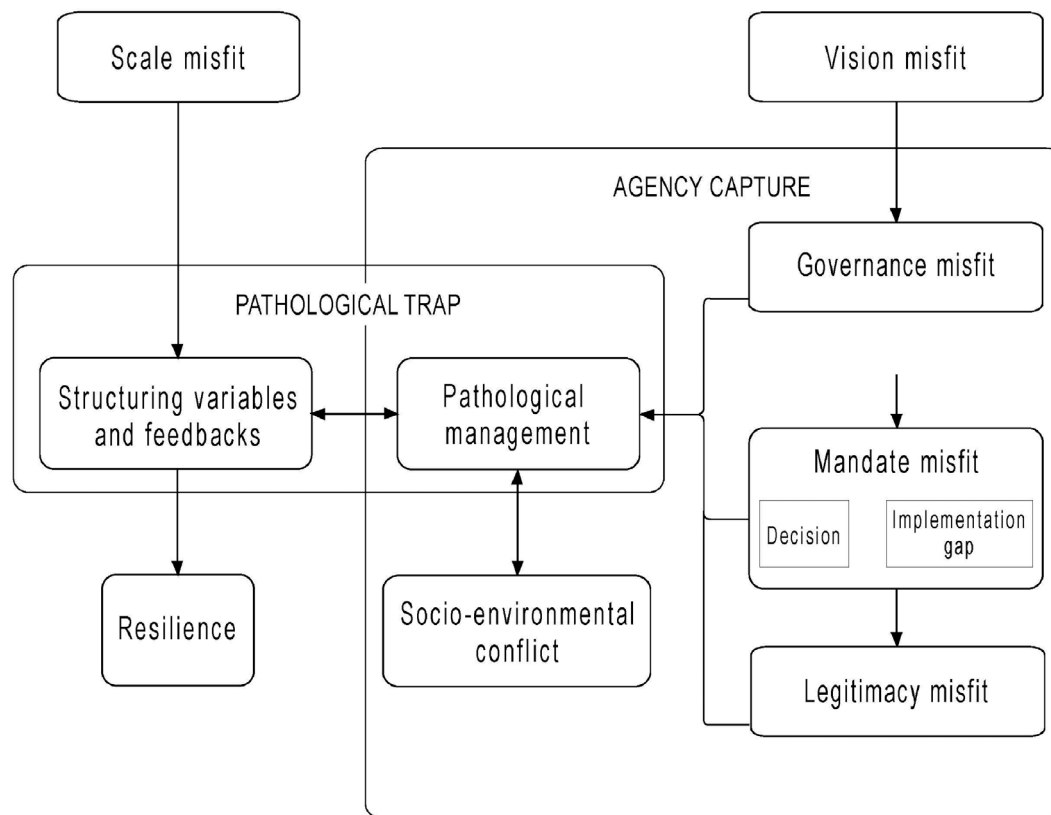 Scale misfit
Vision misfit
AGENCY CAPTURE
Governance misfit
PATHOLOGICAL TRAP
Structuring variables
and feedbacks
Pathological
management
Mandate misfit
Decision
Implementation
gap
Resilience
Socio-environmental
conflict
Legitimacy misfit